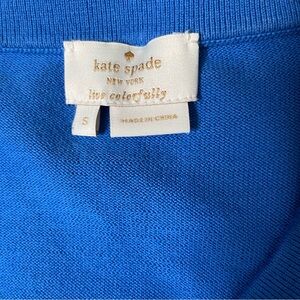 kate spade
NEW YORK
live colorfully
S
MADE IN CHINA